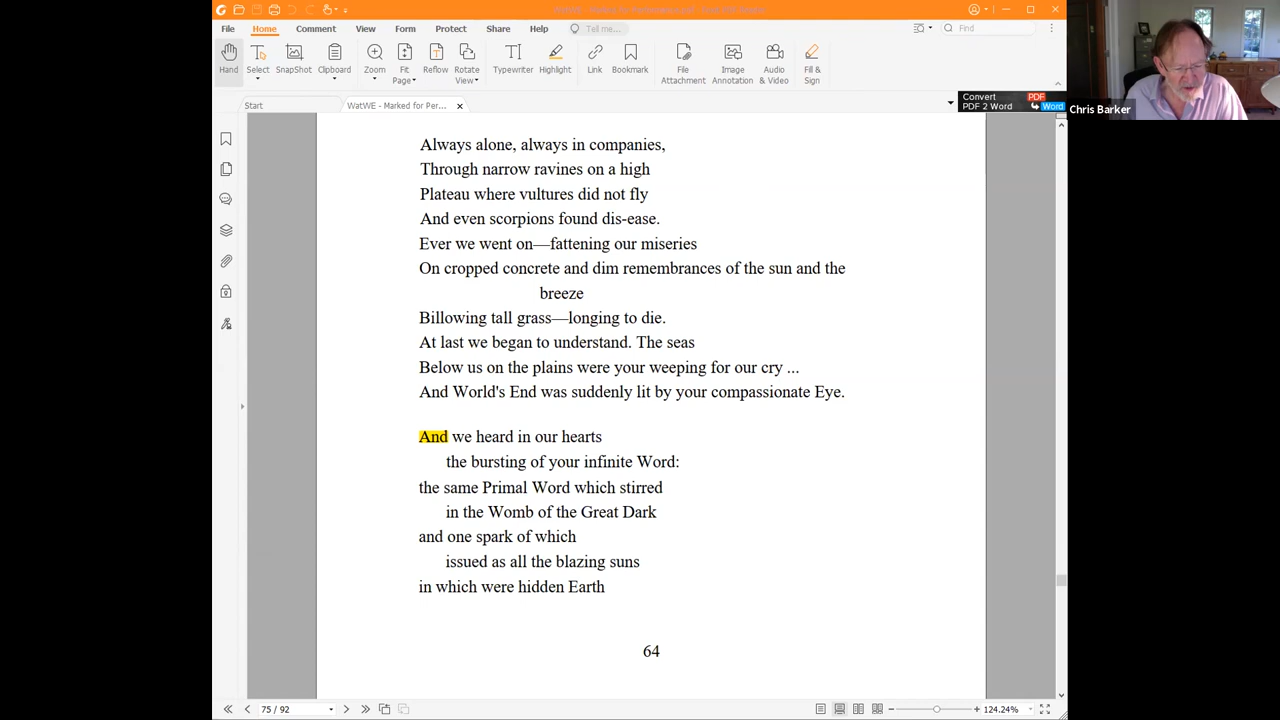 File Home Comment View Form Protect Share Help Tell me... Find
Hand Select SnapShot Clipboard Zoom Fit Page Reflow Rotate View Typewriter Highlight Link Bookmark File Attachment Image Annotation Audio & Video Fill & Sign
Start WatWE - Marked for Per...
Convert PDF
PDF 2 Word Word
Chris Barker
Always alone, always in companies,
Through narrow ravines on a high
Plateau where vultures did not fly
And even scorpions found dis-ease.
Ever we went on—fattening our miseries
On cropped concrete and dim remembrances of the sun and the
breeze
Billowing tall grass—longing to die.
At last we began to understand. The seas
Below us on the plains were your weeping for our cry ...
And World's End was suddenly lit by your compassionate Eye.
And we heard in our hearts
the bursting of your infinite Word:
the same Primal Word which stirred
in the Womb of the Great Dark
and one spark of which
issued as all the blazing suns
in which were hidden Earth
64
75 / 92 124.24%